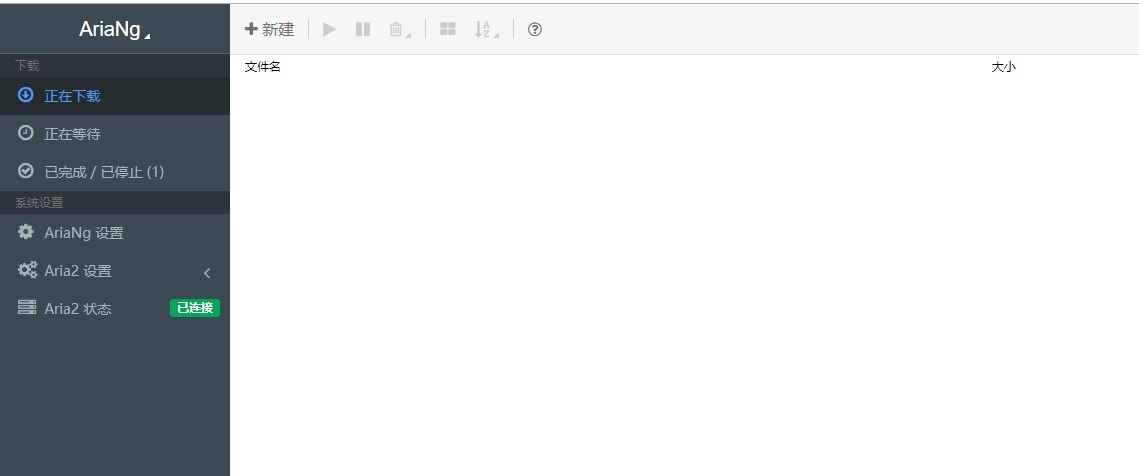 AriaNg
新建
下载
文件名 大小
正在下载
正在等待
已完成 / 已停止 (1)
系统设置
AriaNg 设置
Aria2 设置
Aria2 状态 已连接